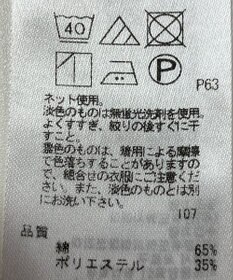 40
P
P63
ネット使用。
淡色のものは無蛍光洗剤を使用。
よくすすぎ、絞りの後すぐに干
すこと。
濃色のものは、着用による摩擦
で色落ちすることがありますの
で、組合せの衣服にご注意くださ
い。また、淡色のものとは別
にお洗い下さい。
107
品質
綿 65%
ポリエステル 35%